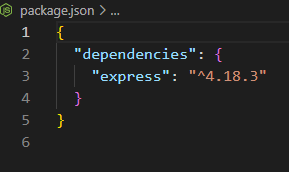 package.json > ...
1 {
2 "dependencies": {
3 "express": "^4.18.3"
4 }
5 }
6